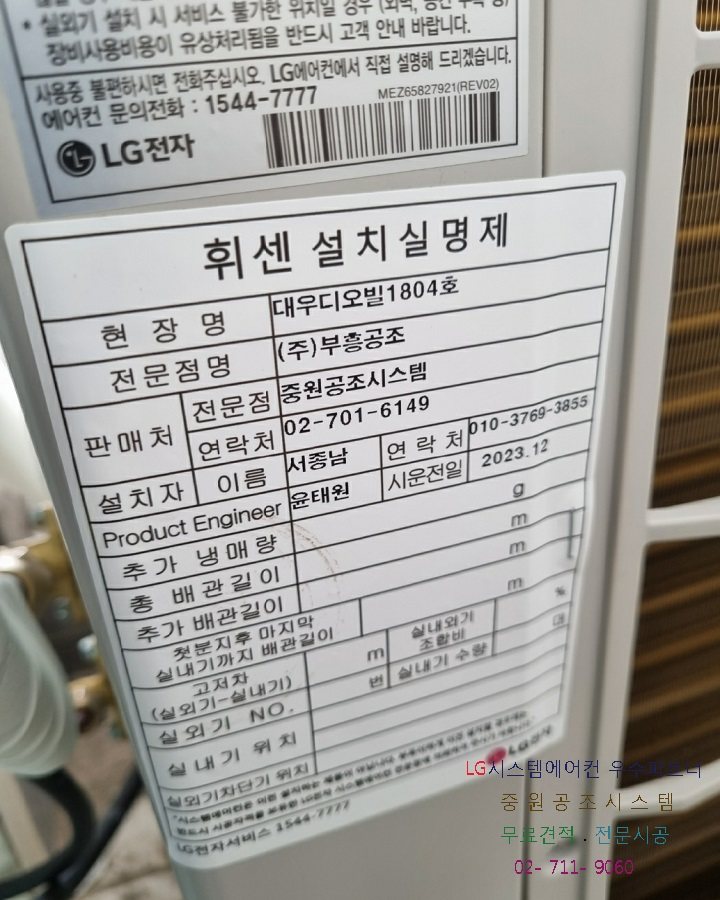 * 실외기 설치 시 서비스 불가한 위치일 경우
장비사용비용이 유상처리됨을 반드시 고객 안내 바랍니다.
사용중 불편하시면 전화주십시오. LG에어컨에서 직접 설명해 드리겠습니다.
에어컨 문의전화 : 1544-7777
MEZ65827921(REV02)
LG전자
휘센 설치실명제
현장명 대우디오빌1804호
전문점명 (주)부흥공조
판매처 전문점 중원공조시스템
연락처 02-701-6149
설치자 이름 서종남 연락처 010-3769-3855
Product Engineer 윤태원 시운전일 2023.12
추가 냉매량 g
총 배관길이 m
추가 배관길이 m
첫분지후 마지막 실내기까지 배관길이 m
고저차 (실외기-실내기) m 실내외기 조합비 %
실외기 NO. 번 실내기 수량 대
실내기 위치
실외기차단기 위치
LG전자
LG전자서비스 1544-7777
LG시스템에어컨 우수파트너
중원공조시스템
무료견적 . 전문시공
02- 711- 9060